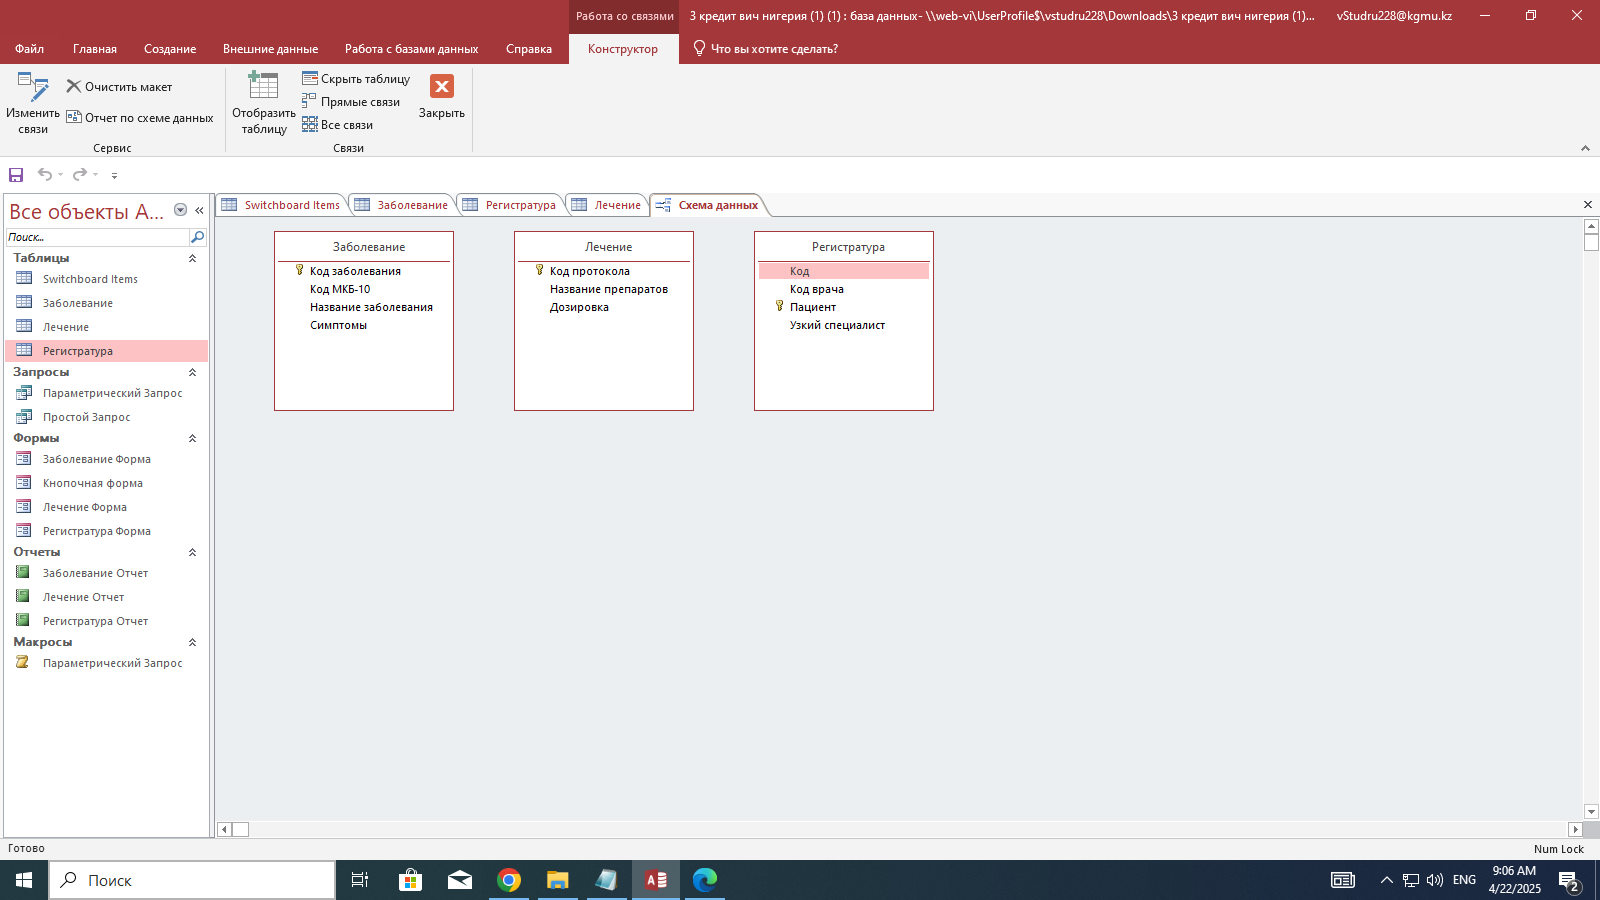 Работа со связями
3 кредит вич нигерия (1) (1) : база данных- \\web-vi\UserProfile$\vstudru228\Downloads\3 кредит вич нигерия (1)...
vStudru228@kgmu.kz
Файл
Главная
Создание
Внешние данные
Работа с базами данных
Справка
Конструктор
Что вы хотите сделать?
Изменить связи
Очистить макет
Отчет по схеме данных
Сервис
Отобразить таблицу
Скрыть таблицу
Прямые связи
Все связи
Связи
Закрыть
Все объекты A...
Поиск...
Таблицы
Switchboard Items
Заболевание
Лечение
Регистратура
Запросы
Параметрический Запрос
Простой Запрос
Формы
Заболевание Форма
Кнопочная форма
Лечение Форма
Регистратура Форма
Отчеты
Заболевание Отчет
Лечение Отчет
Регистратура Отчет
Макросы
Параметрический Запрос
Switchboard Items
Заболевание
Регистратура
Лечение
Схема данных
Заболевание
Код заболевания
Код МКБ-10
Название заболевания
Симптомы
Лечение
Код протокола
Название препаратов
Дозировка
Регистратура
Код
Код врача
Пациент
Узкий специалист
Готово
Num Lock
Поиск
ENG
9:06 AM
4/22/2025
2